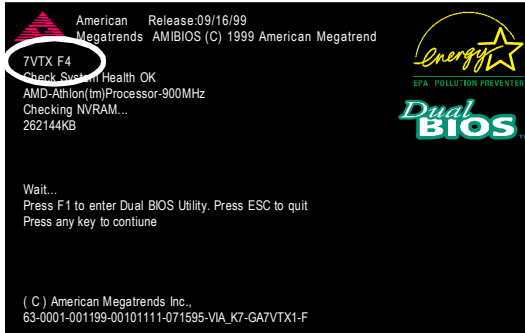 American Release:09/16/99
Megatrends AMIBIOS (C) 1999 American Megatrend
7VTX F4
Check System Health OK
AMD-Athlon(tm)Processor-900MHz
Checking NVRAM...
262144KB
energy
EPA POLLUTION PREVENTER
Dual
BIOS TM
Wait...
Press F1 to enter Dual BIOS Utility. Press ESC to quit
Press any key to contiune
( C ) American Megatrends Inc.,
63-0001-001199-00101111-071595-VIA_K7-GA7VTX1-F